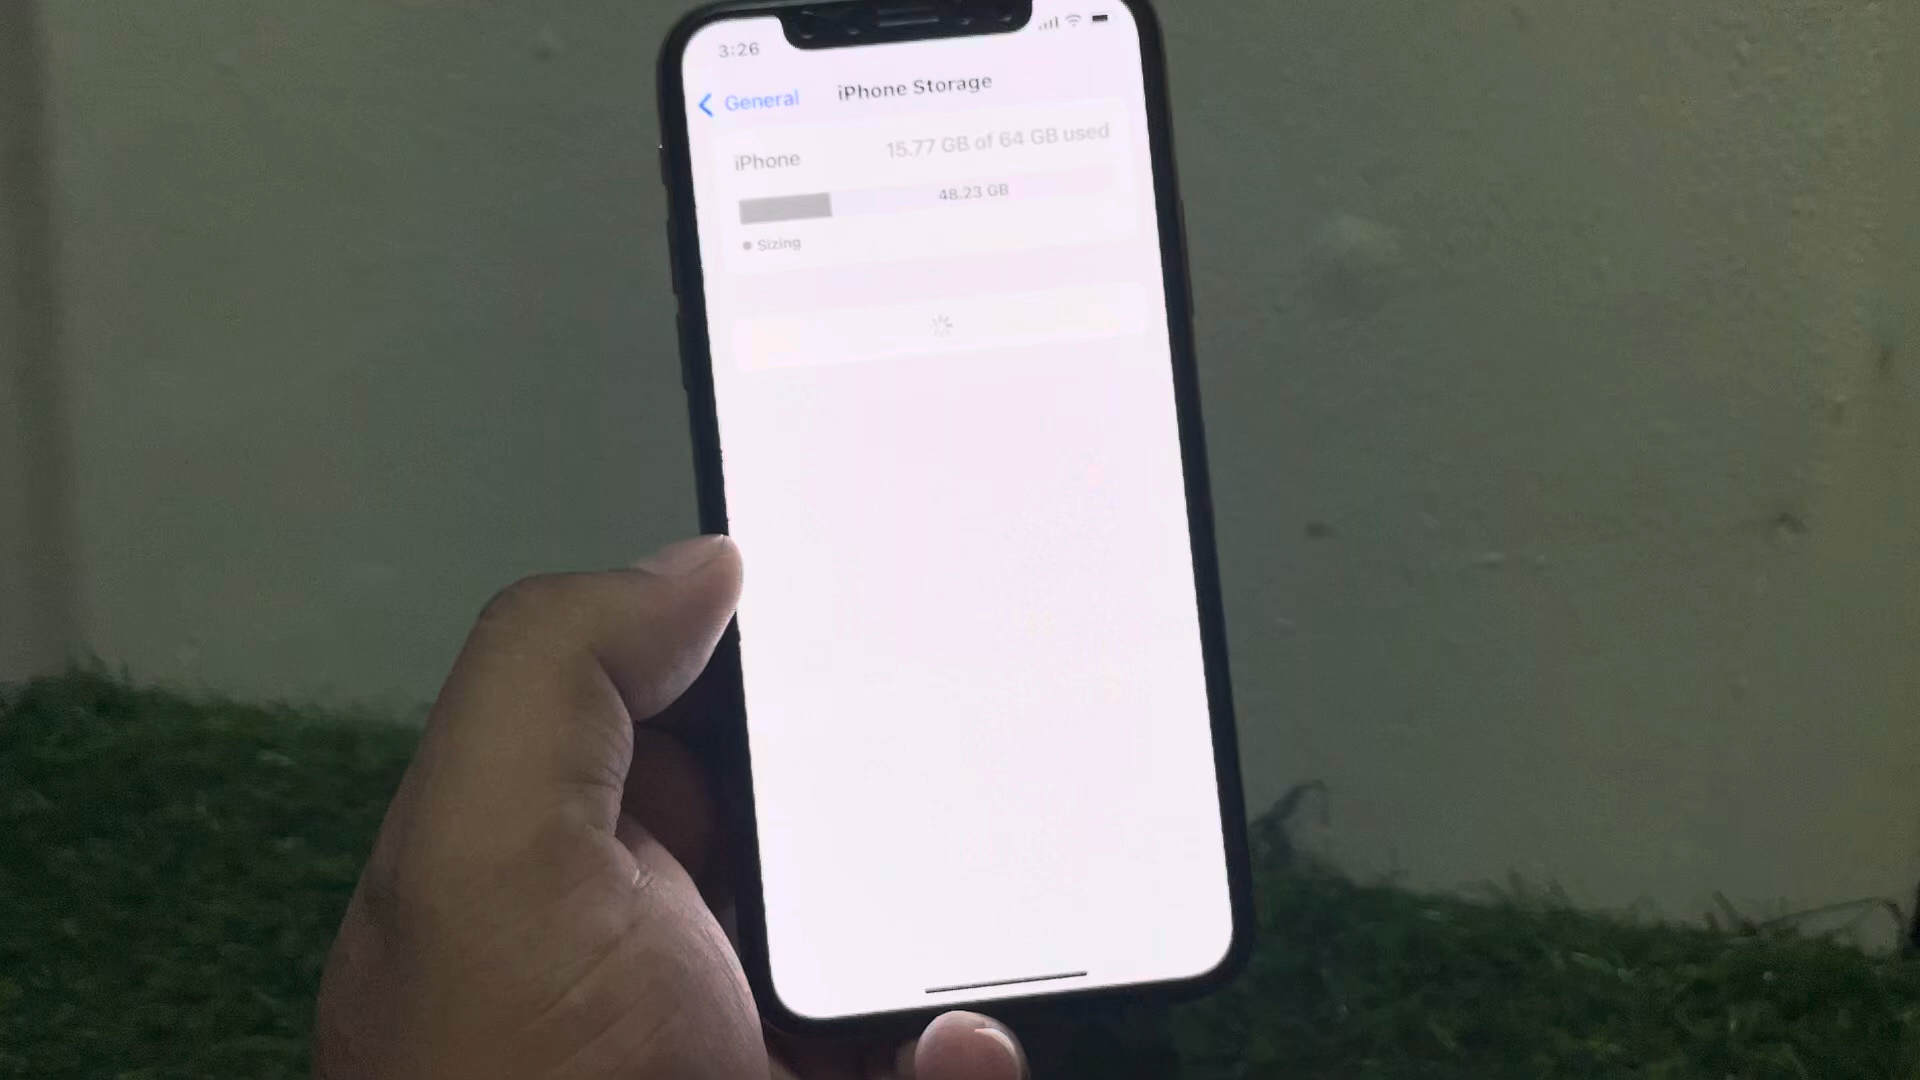 3:26
General
iPhone Storage
iPhone
15.77 GB of 64 GB used
48.23 GB
Sizing